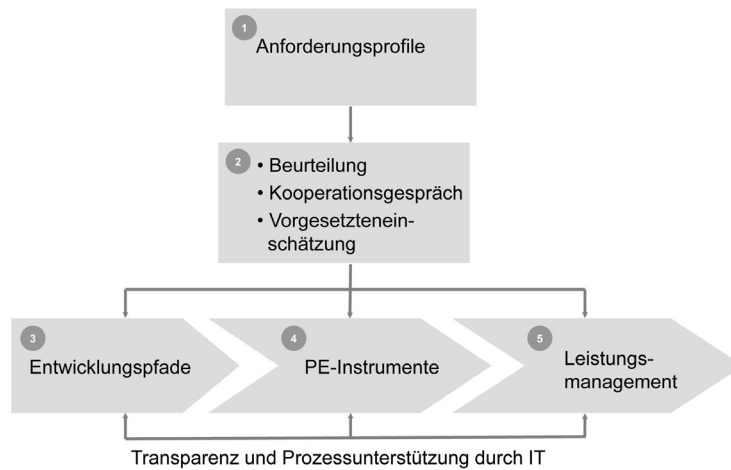 1
Anforderungsprofile
2
• Beurteilung
• Kooperationsgespräch
• Vorgesetztenein-
schätzung
3
Entwicklungspfade
4
PE-Instrumente
5
Leistungs-
management
Transparenz und Prozessunterstützung durch IT